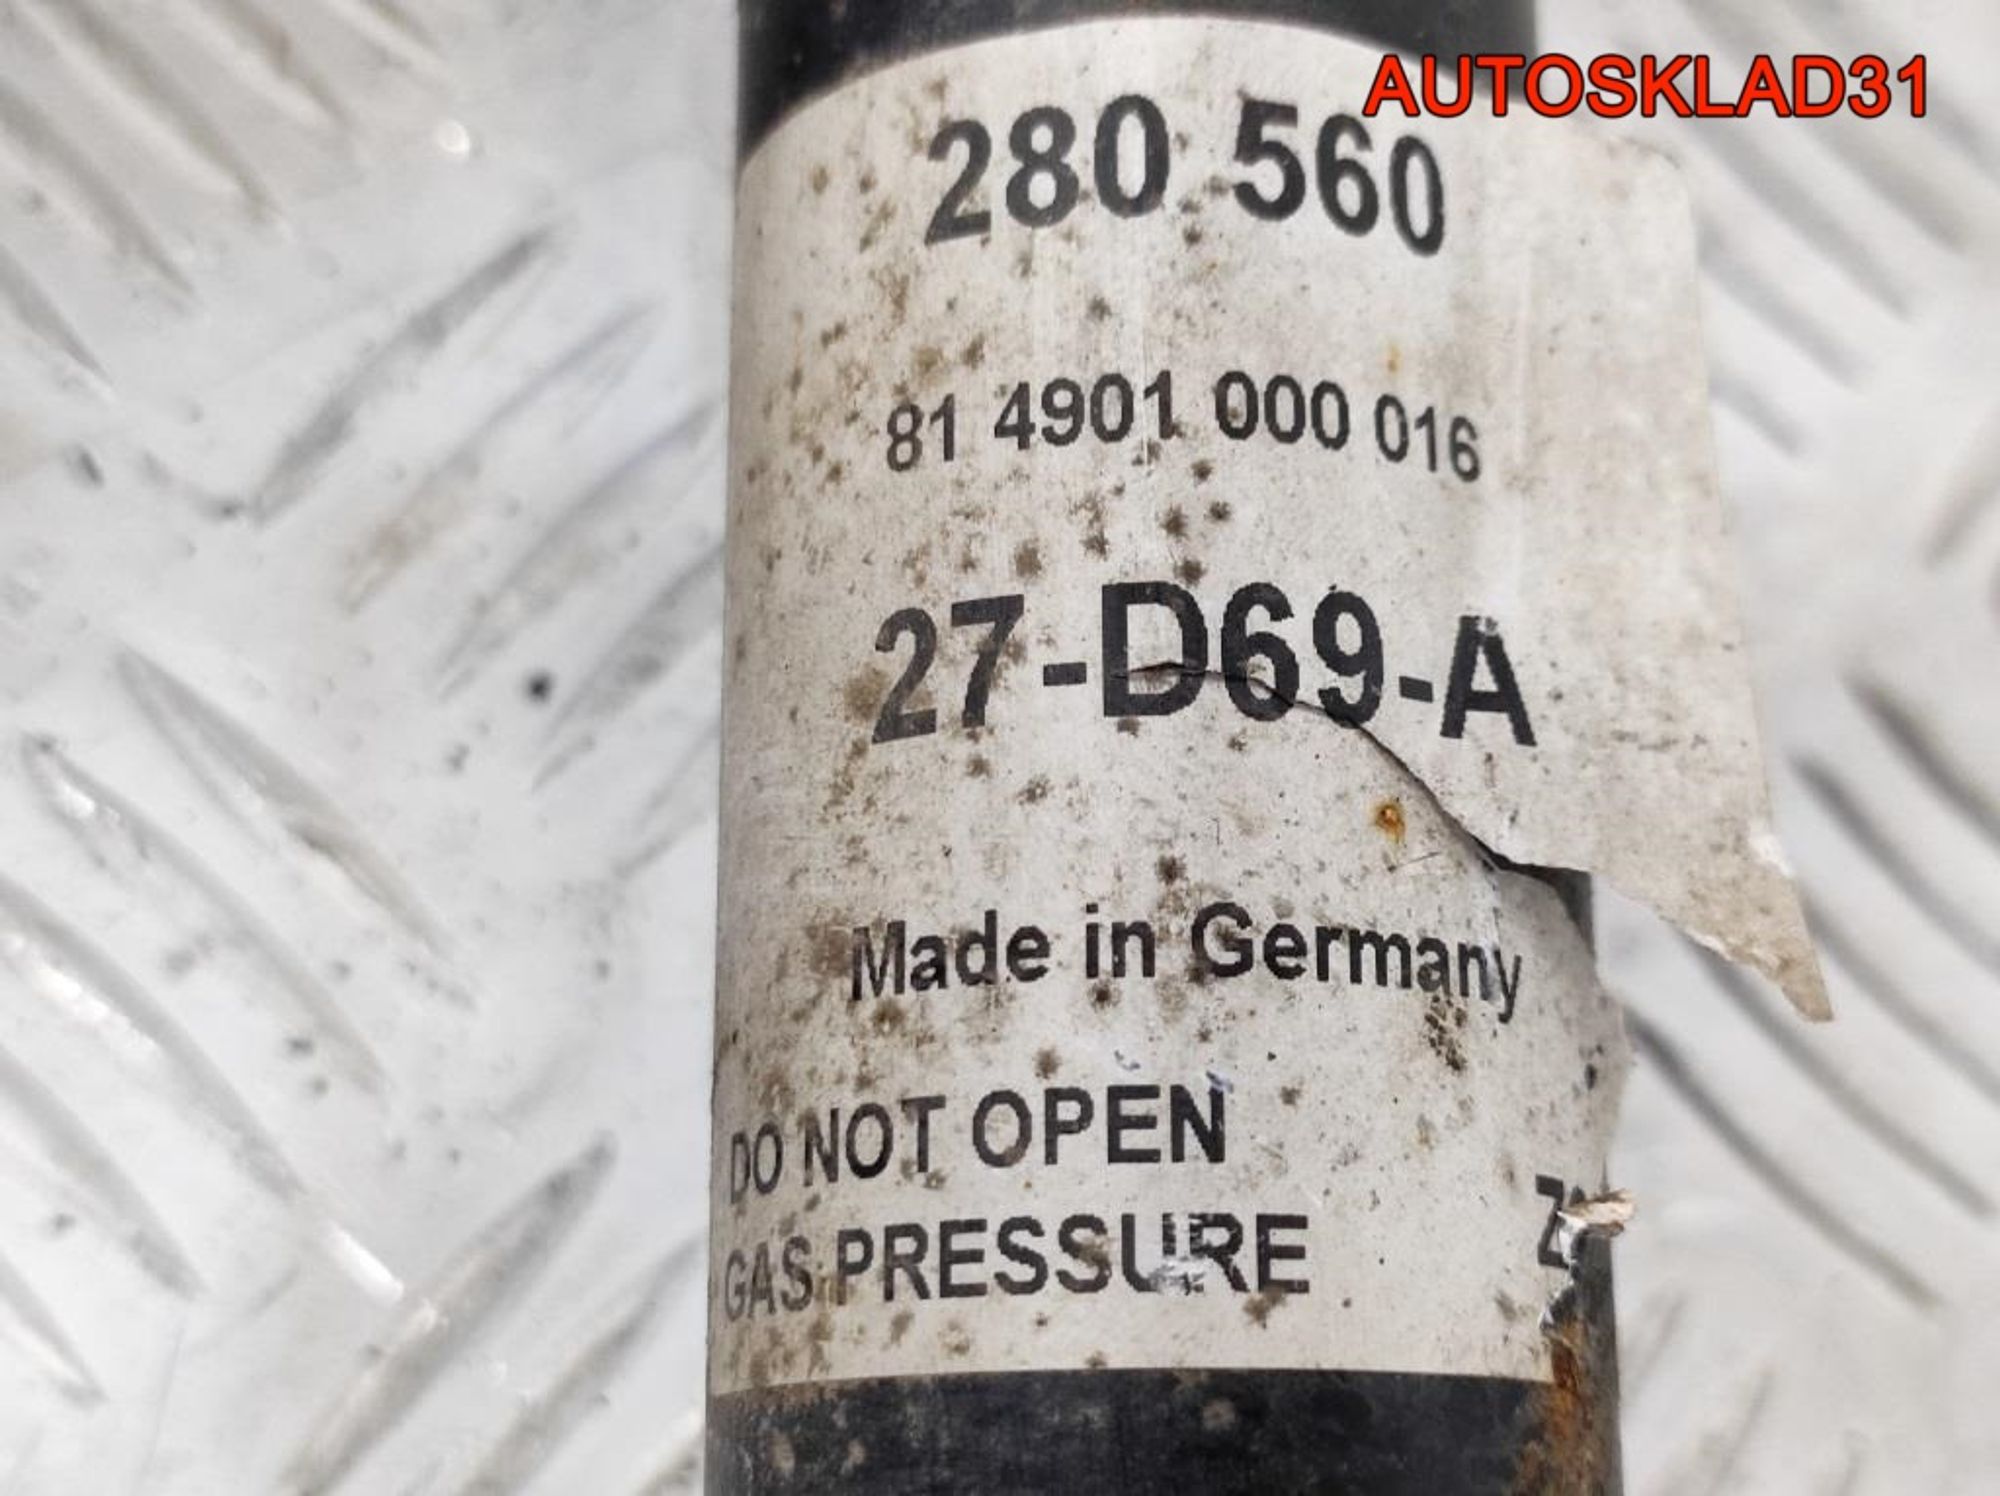 AUTOSKLAD31
280 560
81 4901 000 016
27-D69-A
Made in Germany
DO NOT OPEN
GAS PRESSURE